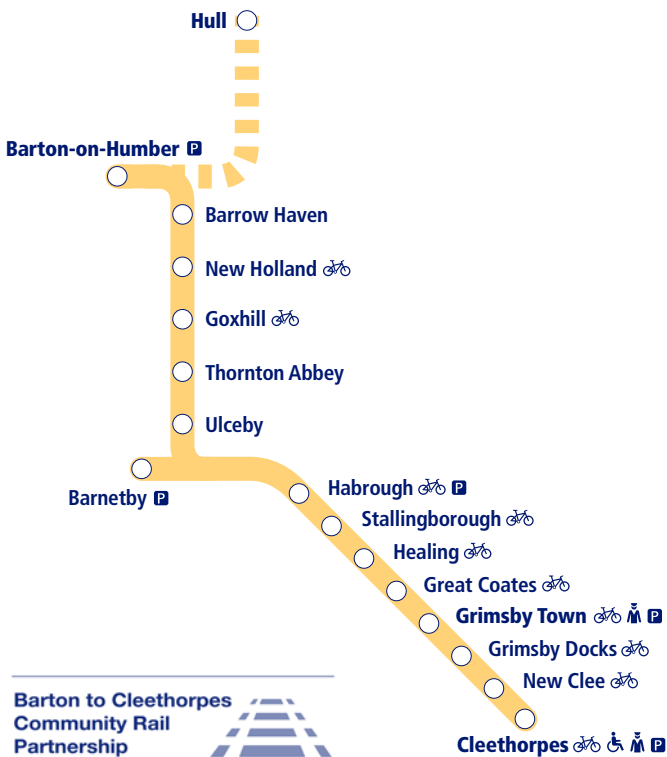 Hull
Barton-on-Humber P
Barrow Haven
New Holland
Goxhill
Thornton Abbey
Ulceby
Barnetby P
Habrough P
Stallingborough
Healing
Great Coates
Grimsby Town P
Grimsby Docks
New Clee
Cleethorpes P
Barton to Cleethorpes
Community Rail
Partnership